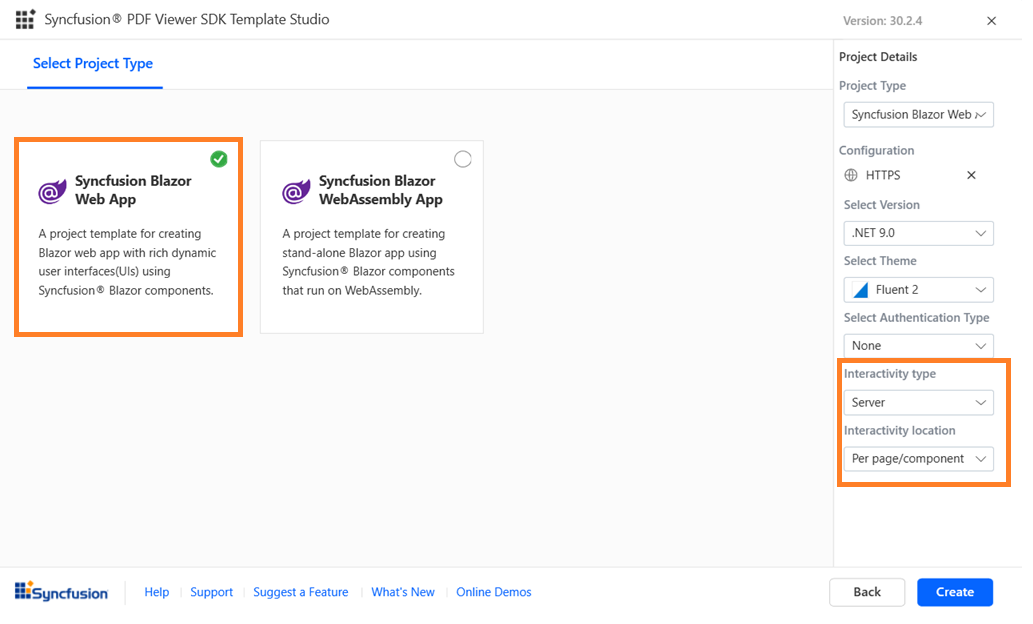 Syncfusion® PDF Viewer SDK Template Studio
Version: 30.2.4
Select Project Type
Syncfusion Blazor
Web App
A project template for creating
Blazor web app with rich dynamic
user interfaces(UIs) using
Syncfusion® Blazor components.
Syncfusion Blazor
WebAssembly App
A project template for creating
stand-alone Blazor app using
Syncfusion® Blazor components
that run on WebAssembly.
Project Details
Project Type
Syncfusion Blazor Web
Configuration
HTTPS
Select Version
.NET 9.0
Select Theme
Fluent 2
Select Authentication Type
None
Interactivity type
Server
Interactivity location
Per page/component
Syncfusion
Help
Support
Suggest a Feature
What's New
Online Demos
Back
Create